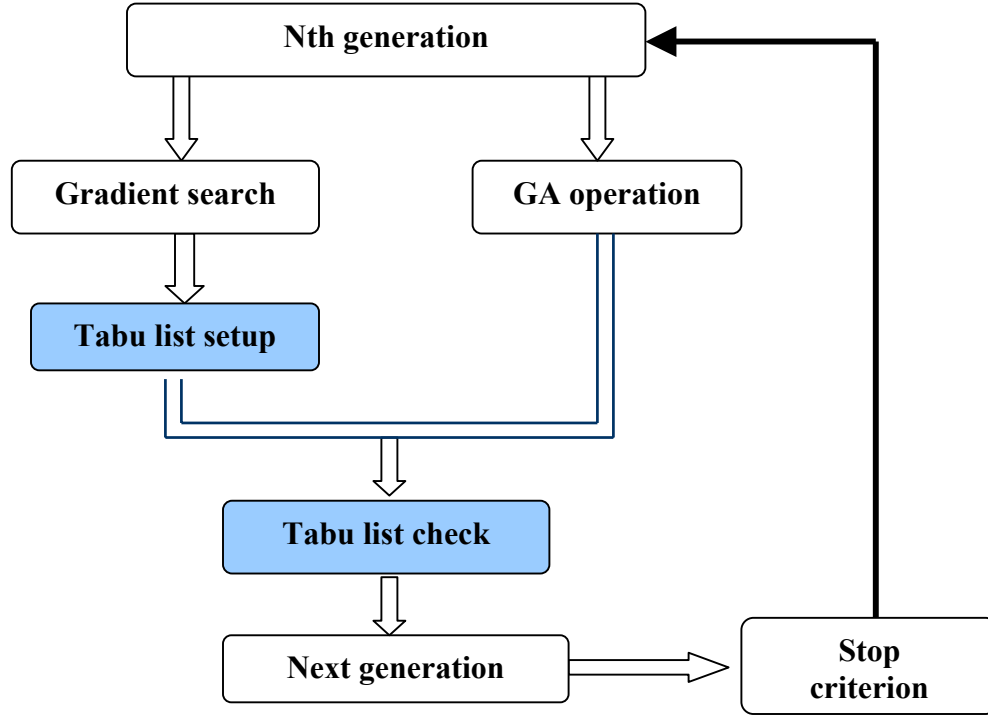 Nth generation
Gradient search
GA operation
Tabu list setup
Tabu list check
Next generation
Stop
criterion